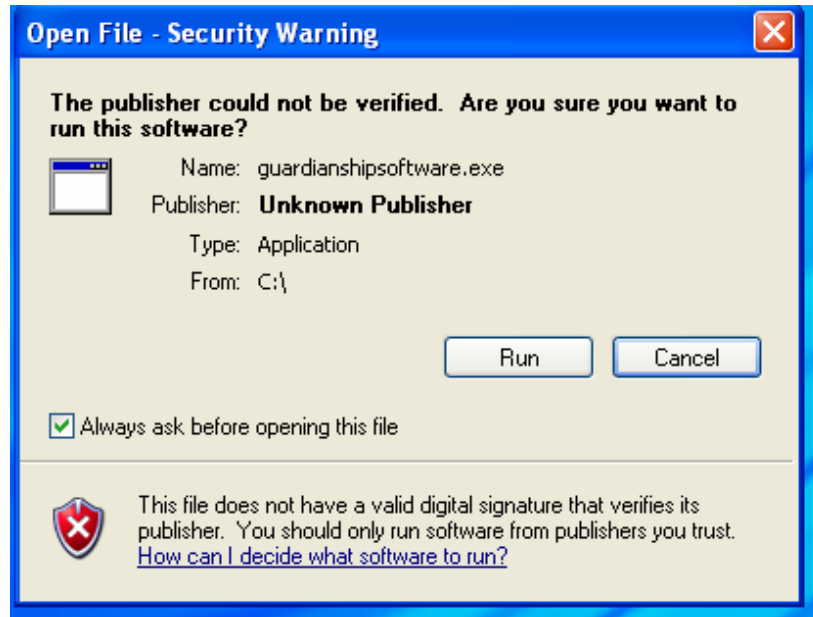 Open File - Security Warning
The publisher could not be verified.  Are you sure you want to
run this software?
Name: guardianshipsoftware.exe
Publisher: Unknown Publisher
Type: Application
From: C:\
Run Cancel
Always ask before opening this file
This file does not have a valid digital signature that verifies its
publisher.  You should only run software from publishers you trust.
How can I decide what software to run?